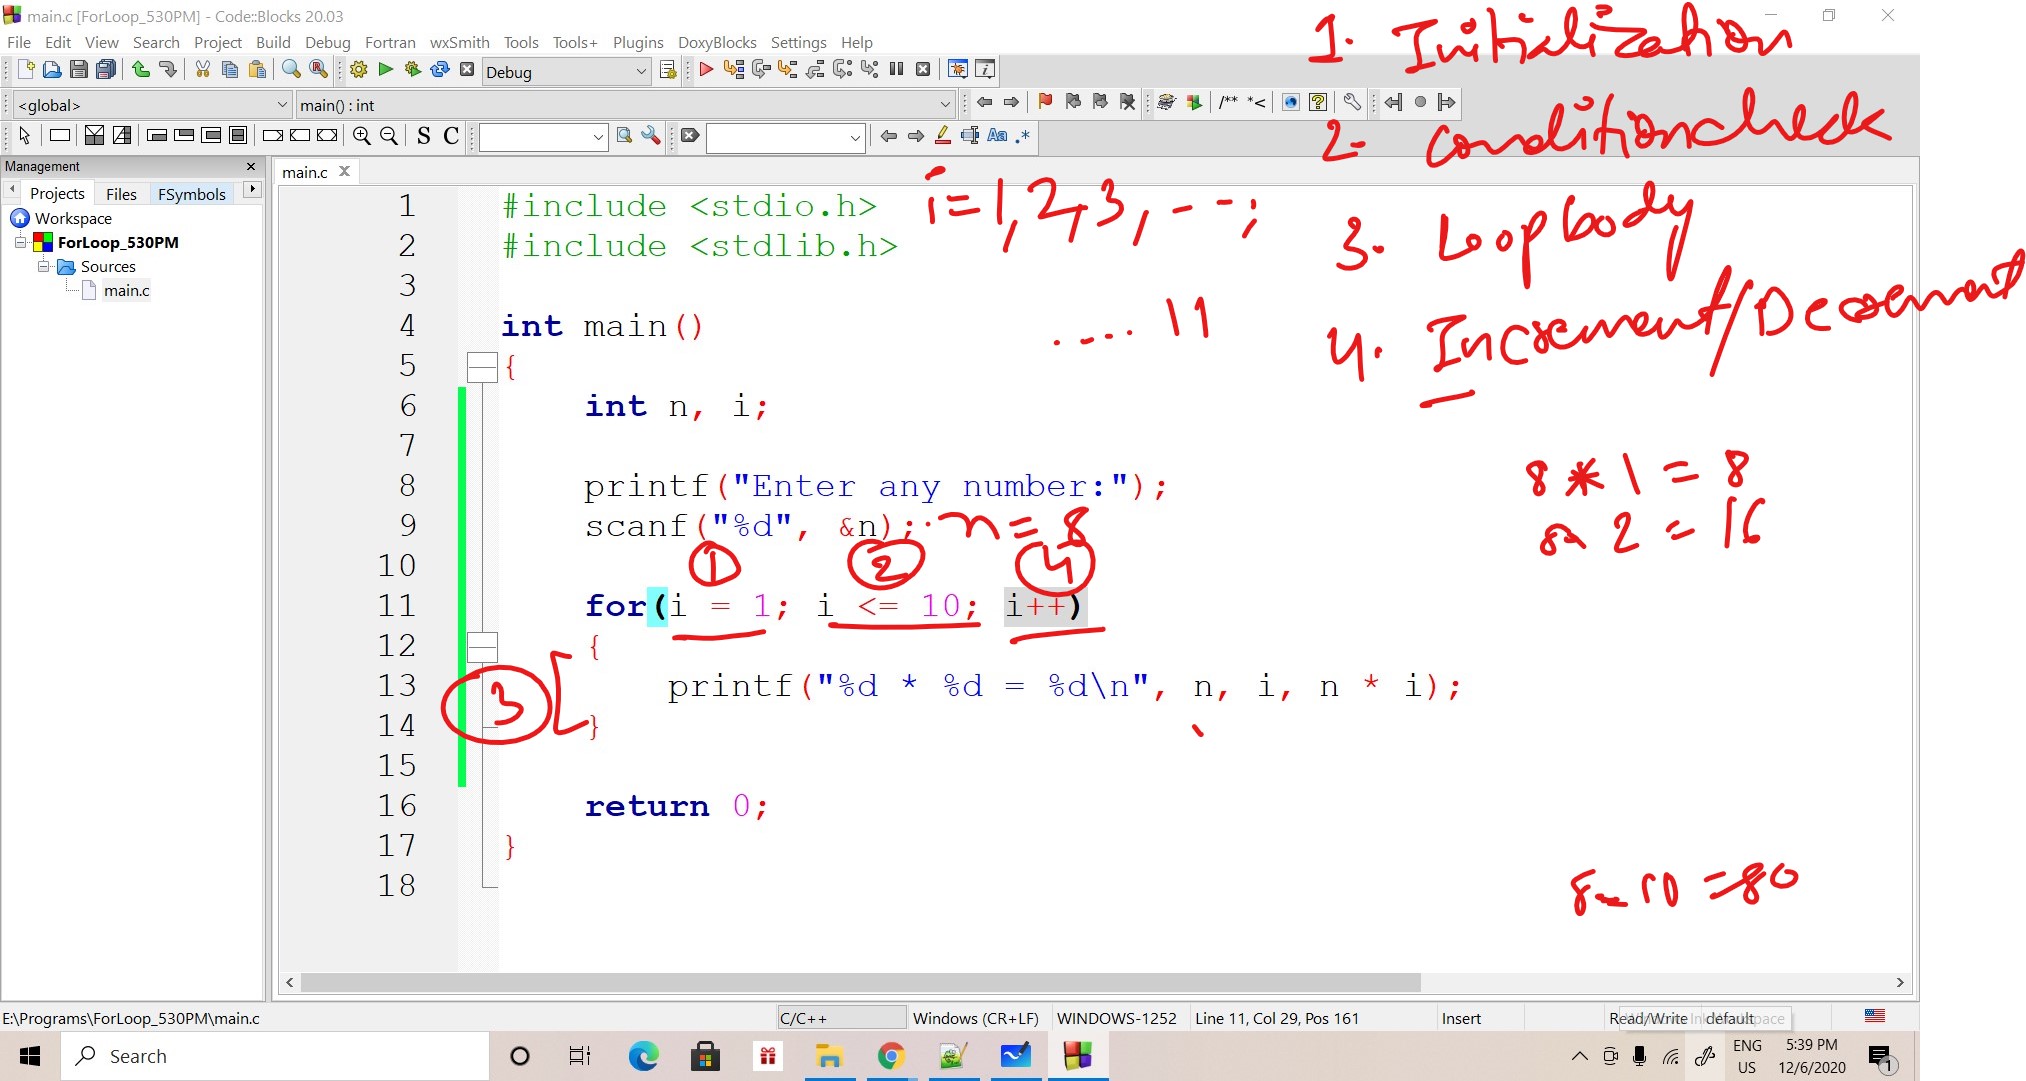 main.c [ForLoop_530PM] - Code::Blocks 20.03
File Edit View Search Project Build Debug Fortran wxSmith Tools Tools+ Plugins DoxyBlocks Settings Help
1. Initialization
Debug
<global>
main() : int
/** *<
2. conditioncheck
S C
Aa .*
Management
Projects Files FSymbols
Workspace
ForLoop_530PM
Sources
main.c
main.c
1 #include <stdio.h>
i=1,2,3, ---;
3. Loopbody
2 #include <stdlib.h>
3
4 int main()
.... 11
4. Increment/Decrement
5 {
6 int n, i;
7
8 printf("Enter any number:");
8 * 1 = 8
9 scanf("%d", &n);
n = 8
2 = 16
10
1 2 4
11 for(i = 1; i <= 10; i++)
12 {
13 printf("%d * %d = %d\n", n, i, n * i);
3
14 }
15
16 return 0;
17 }
18
10 = 80
E:\Programs\ForLoop_530PM\main.c C/C++ Windows (CR+LF) WINDOWS-1252 Line 11, Col 29, Pos 161 Insert Read/Write default
Search
ENG
US
5:39 PM
12/6/2020
1